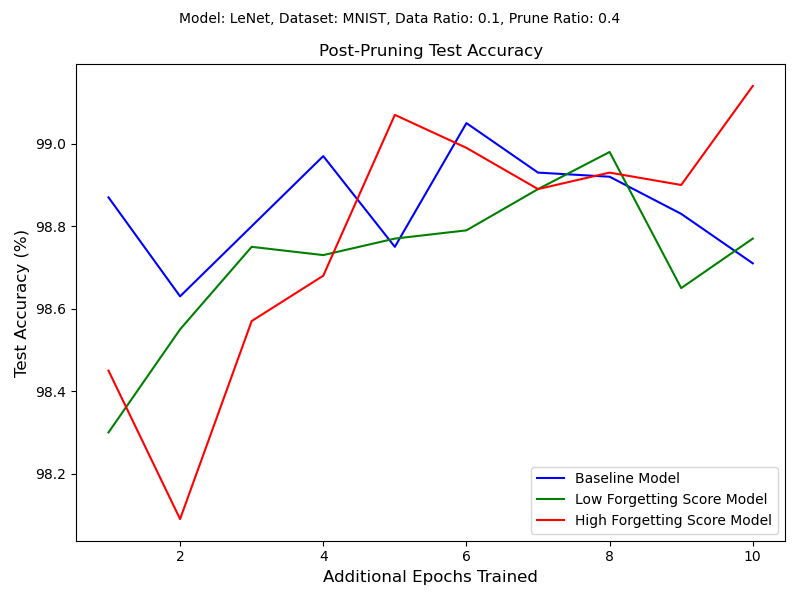 Model: LeNet, Dataset: MNIST, Data Ratio: 0.1, Prune Ratio: 0.4
Post-Pruning Test Accuracy
Test Accuracy (%)
99.0
98.8
98.6
98.4
98.2
Baseline Model
Low Forgetting Score Model
High Forgetting Score Model
2 4 6 8 10
Additional Epochs Trained